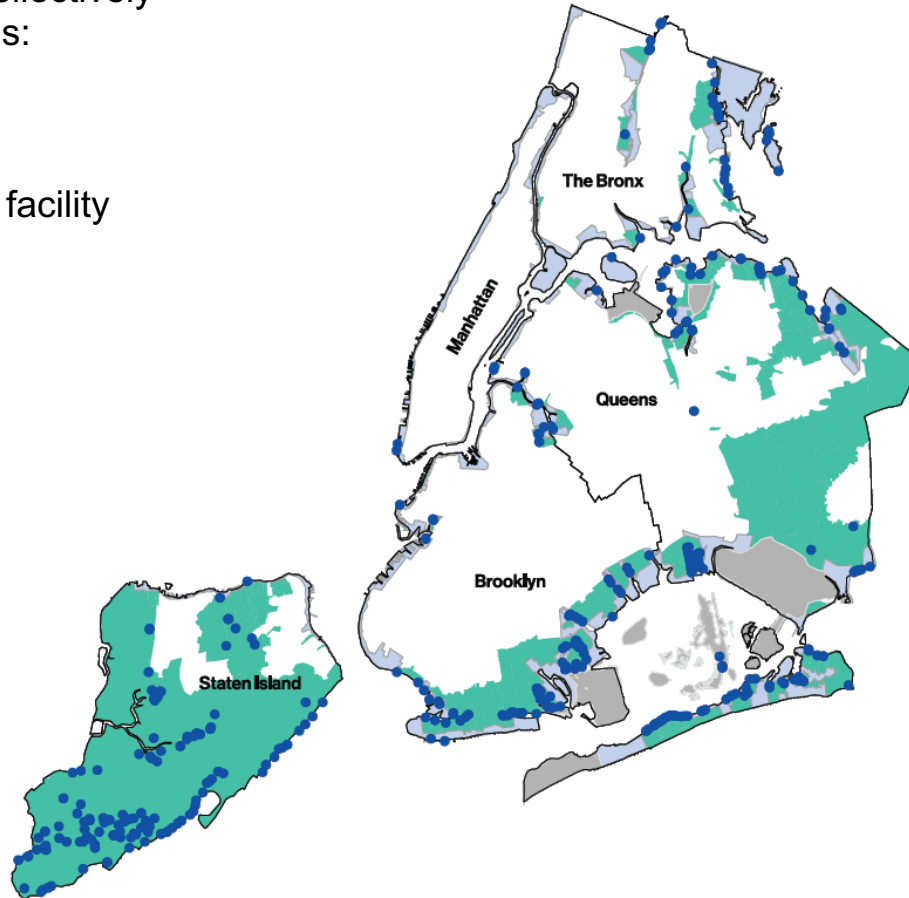 s:
facility
The Bronx
Manhattan
Queens
Brooklyn
Staten Island